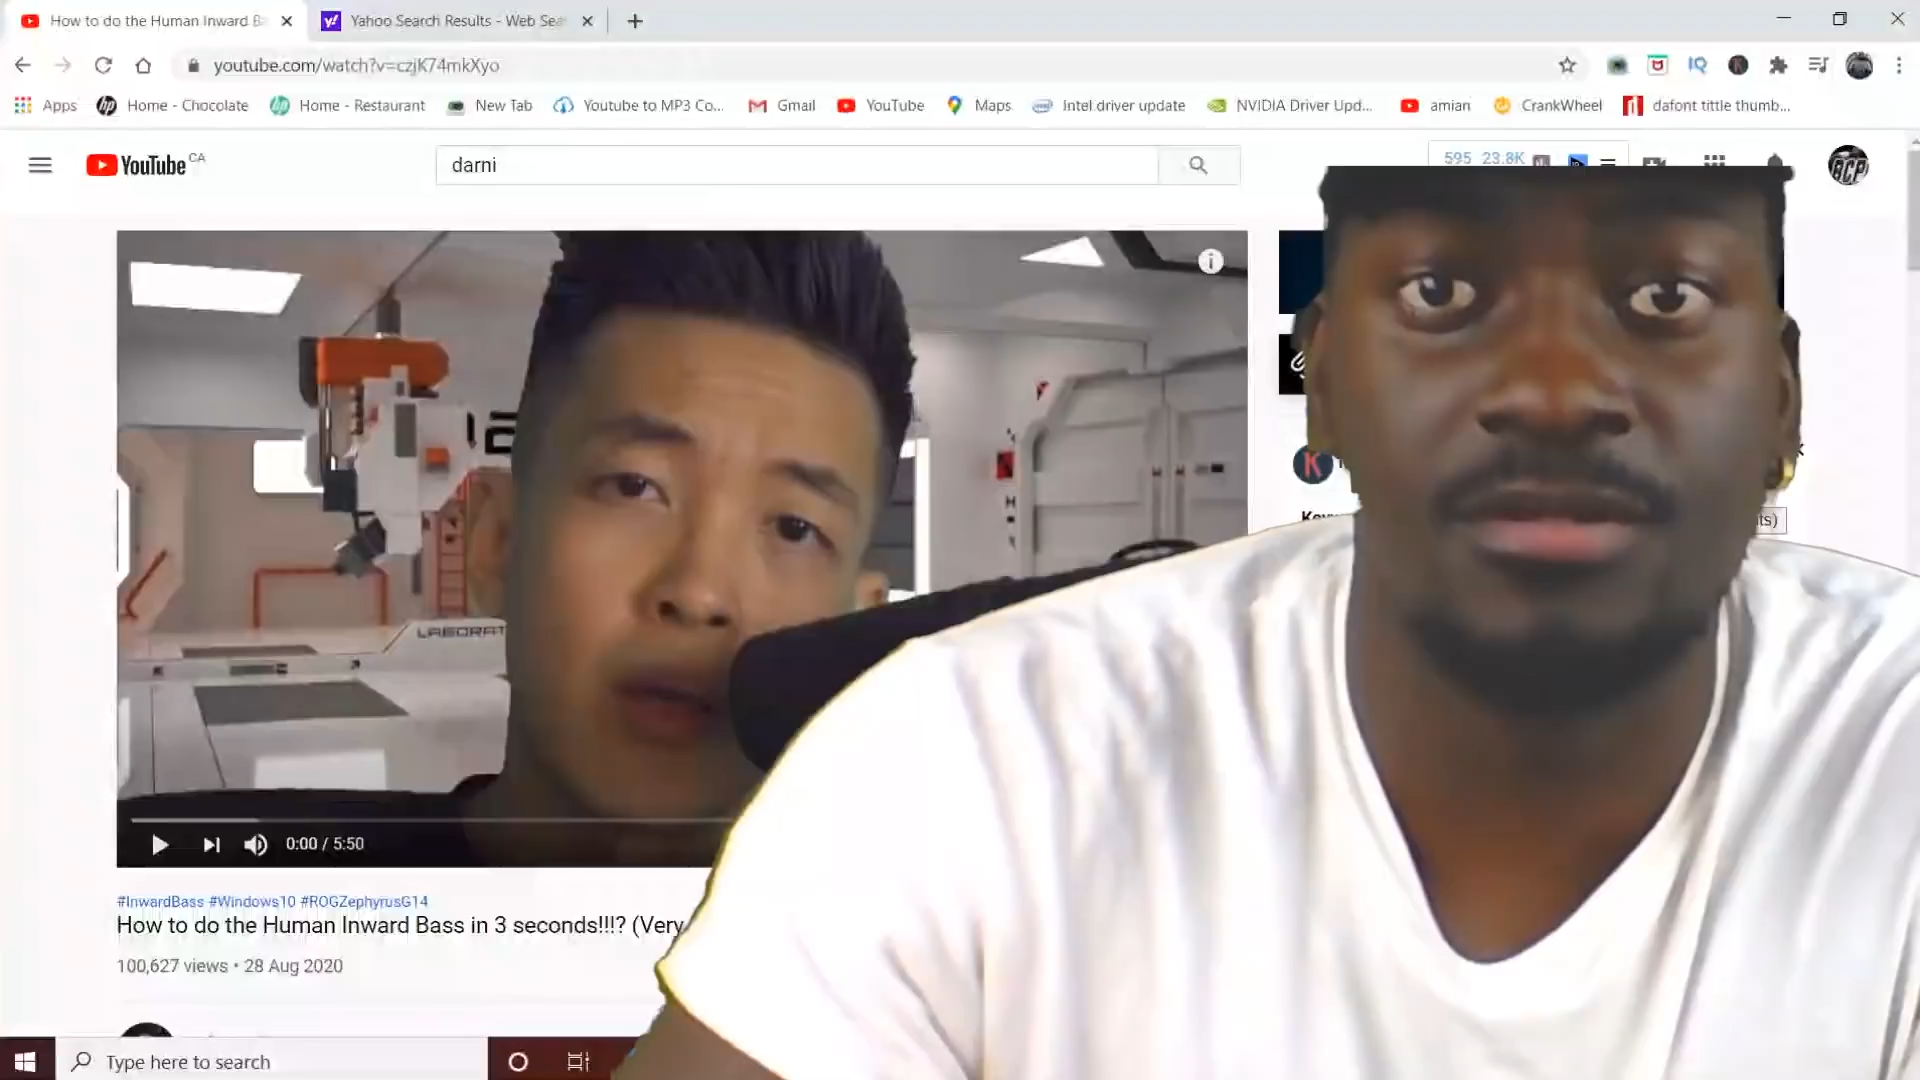 How to do the Human Inward Ba
Yahoo Search Results - Web Sea
youtube.com/watch?v=czjK74mkXyo
Apps
Home - Chocolate
Home - Restaurant
New Tab
Youtube to MP3 Co...
Gmail
YouTube
Maps
Intel driver update
NVIDIA Driver Upd...
amian
CrankWheel
dafont tittle thumb...
YouTube CA
darni
595 23.8K
LABORAT
0:00 / 5:50
#InwardBass #Windows10 #ROGZephyrusG14
How to do the Human Inward Bass in 3 seconds!!!? (Very
100,627 views • 28 Aug 2020
Type here to search